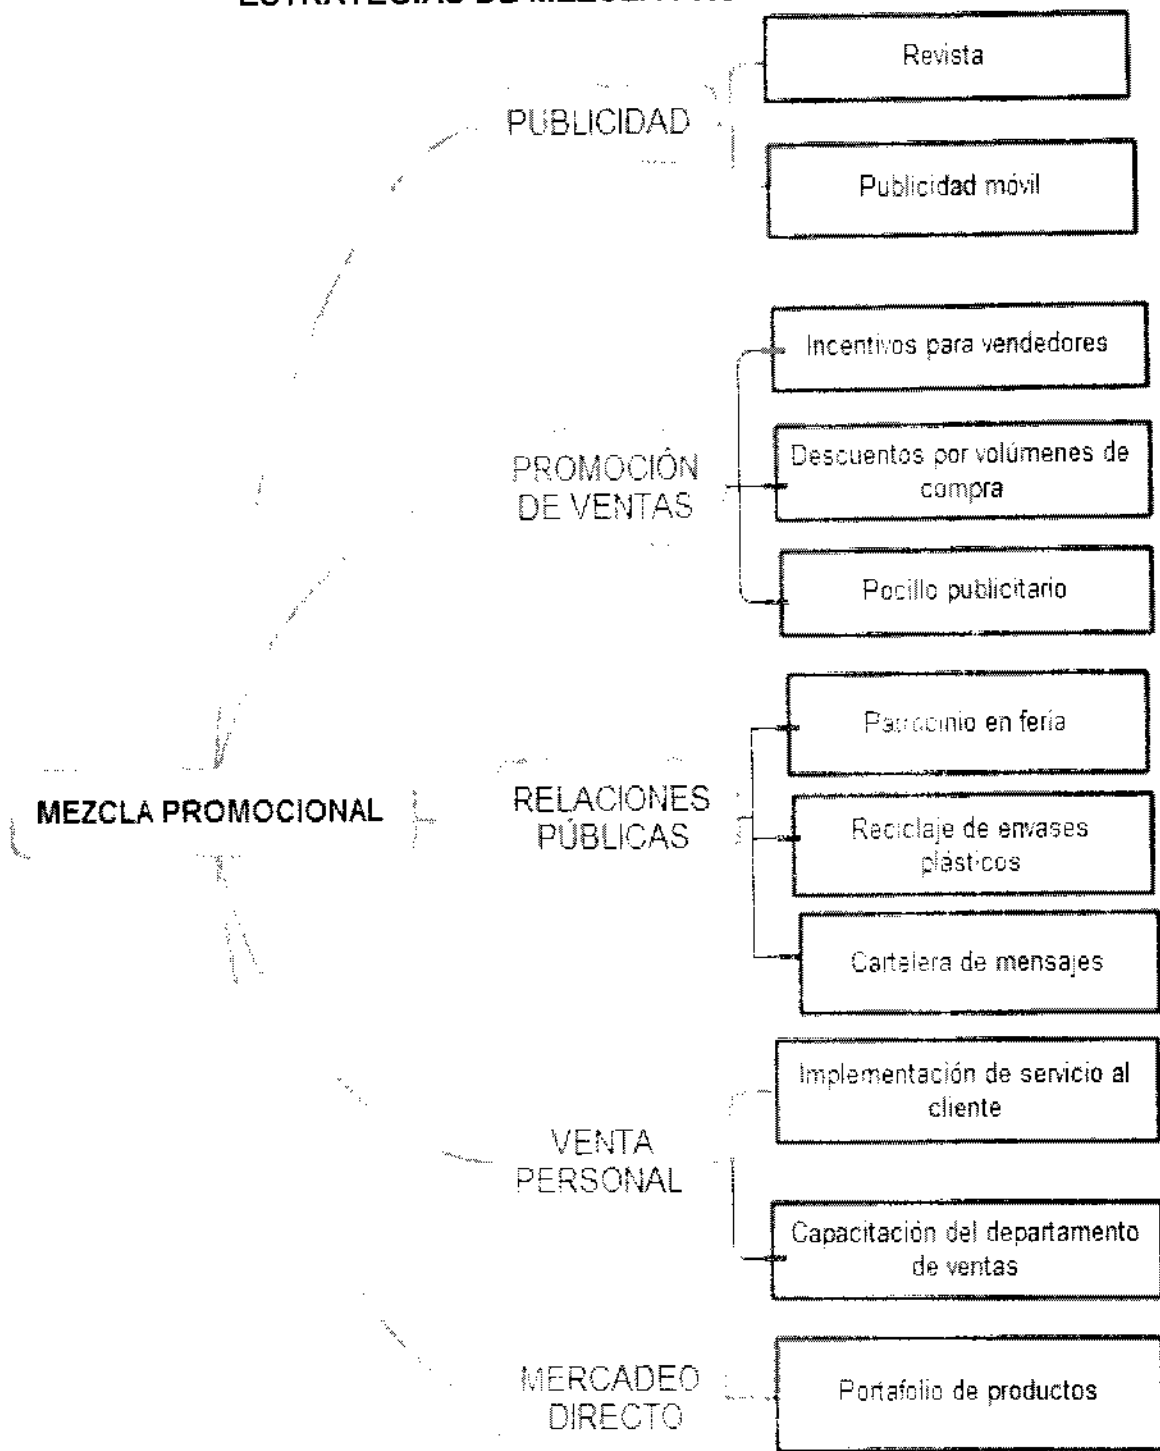 PUBLICIDAD
Revista
Publicidad móvil
PROMOCIÓN
DE VENTAS
Incentivos para vendedores
Descuentos por volúmenes de
compra
Pocillo publicitario
MEZCLA PROMOCIONAL
RELACIONES
PÚBLICAS
Patrocinio en feria
Reciclaje de envases
plásticos
Cartelera de mensajes
VENTA
PERSONAL
Implementación de servicio al
cliente
Capacitación del departamento
de ventas
MERCADEO
DIRECTO
Portafolio de productos